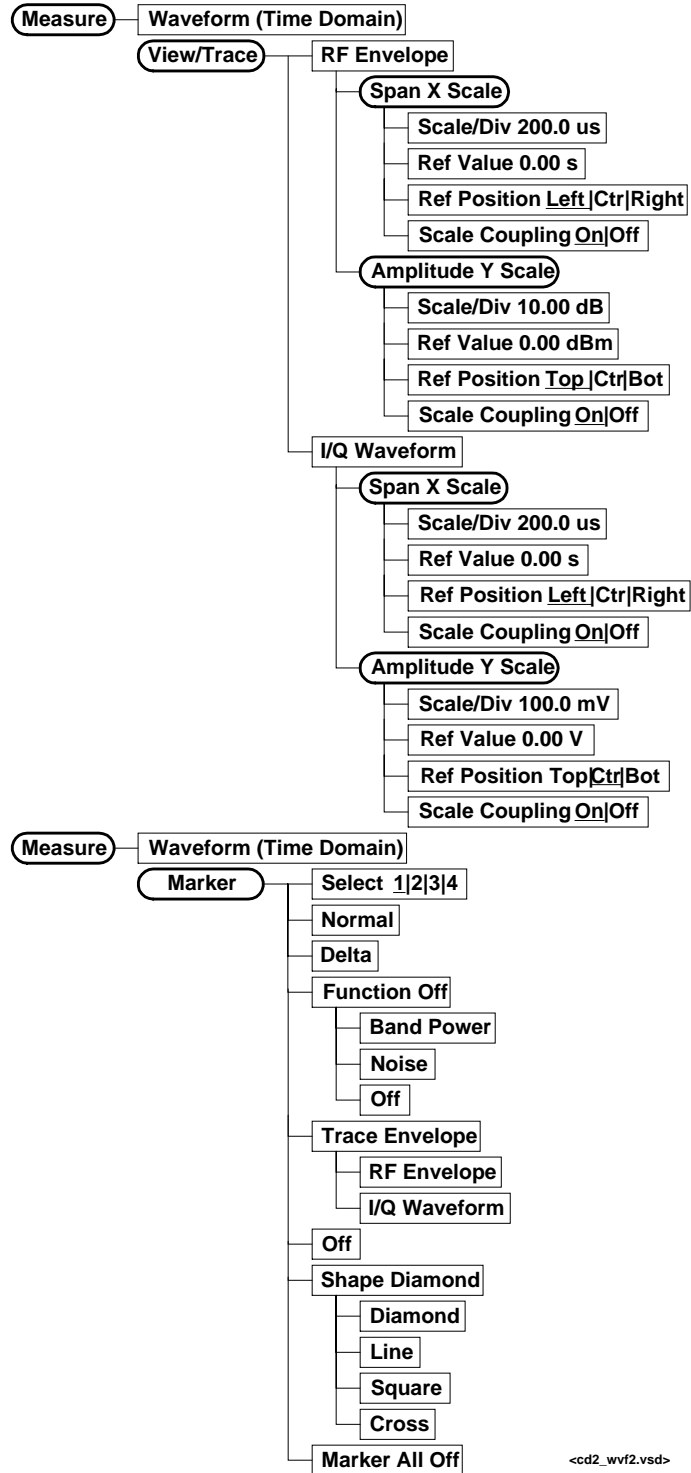 Measure Waveform (Time Domain)
View/Trace RF Envelope
Span X Scale
Scale/Div 200.0 us
Ref Value 0.00 s
Ref Position Left|Ctr|Right
Scale Coupling On|Off
Amplitude Y Scale
Scale/Div 10.00 dB
Ref Value 0.00 dBm
Ref Position Top|Ctr|Bot
Scale Coupling On|Off
I/Q Waveform
Span X Scale
Scale/Div 200.0 us
Ref Value 0.00 s
Ref Position Left|Ctr|Right
Scale Coupling On|Off
Amplitude Y Scale
Scale/Div 100.0 mV
Ref Value 0.00 V
Ref Position Top|Ctr|Bot
Scale Coupling On|Off
Measure Waveform (Time Domain)
Marker Select 1|2|3|4
Normal
Delta
Function Off
Band Power
Noise
Off
Trace Envelope
RF Envelope
I/Q Waveform
Off
Shape Diamond
Diamond
Line
Square
Cross
Marker All Off <cd2_wvf2.vsd>